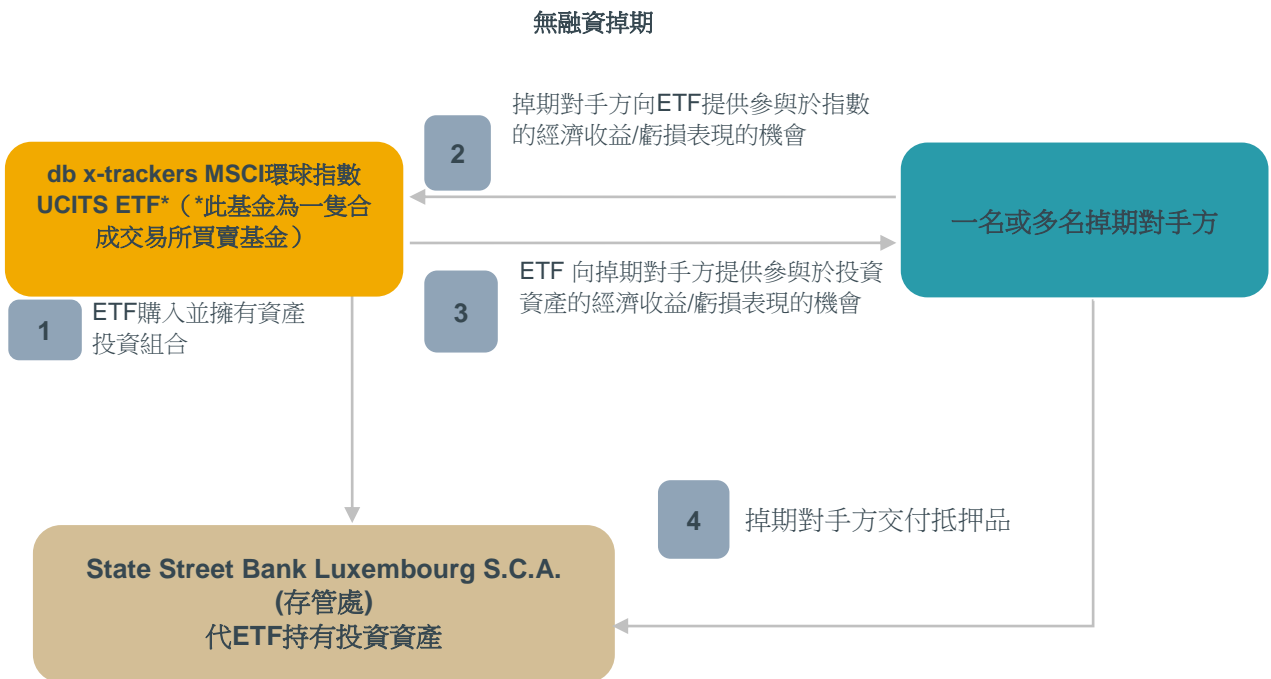 無融資掉期
掉期對手方向ETF提供參與於指數
的經濟收益/虧損表現的機會
2
db x-trackers MSCI環球指數
UCITS ETF*（*此基金為一隻合
成交易所買賣基金）
一名或多名掉期對手方
ETF 向掉期對手方提供參與於投資
資產的經濟收益/虧損表現的機會
3
1
ETF購入並擁有資產
投資組合
4
掉期對手方交付抵押品
State Street Bank Luxembourg S.C.A.
(存管處)
代ETF持有投資資產